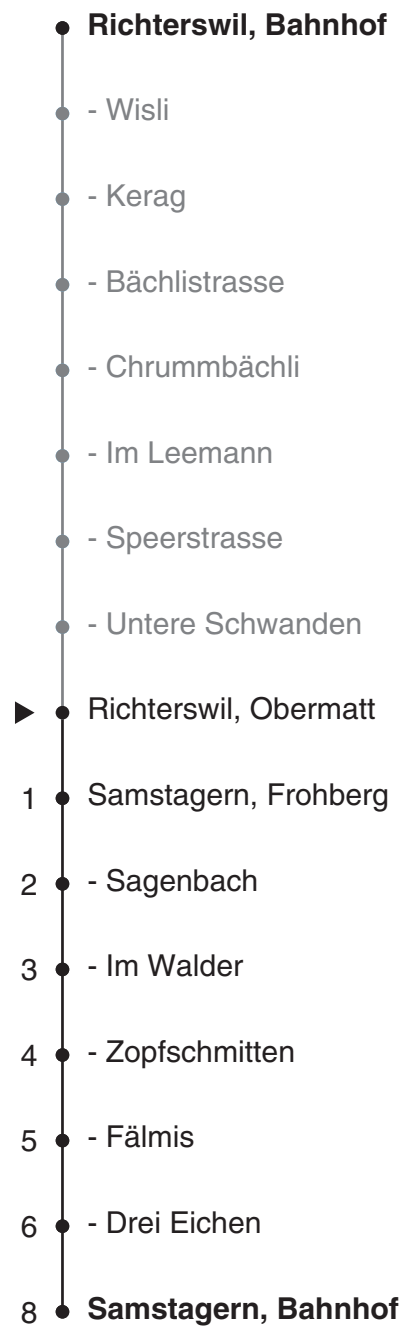 Richterswil, Bahnhof
- Wisli
- Kerag
- Bächlistrasse
- Chrummbächli
- Im Leemann
- Speerstrasse
- Untere Schwanden
Richterswil, Obermatt
1 Samstagern, Frohberg
2 - Sagenbach
3 - Im Walder
4 - Zopfschmitten
5 - Fälmis
6 - Drei Eichen
8 Samstagern, Bahnhof